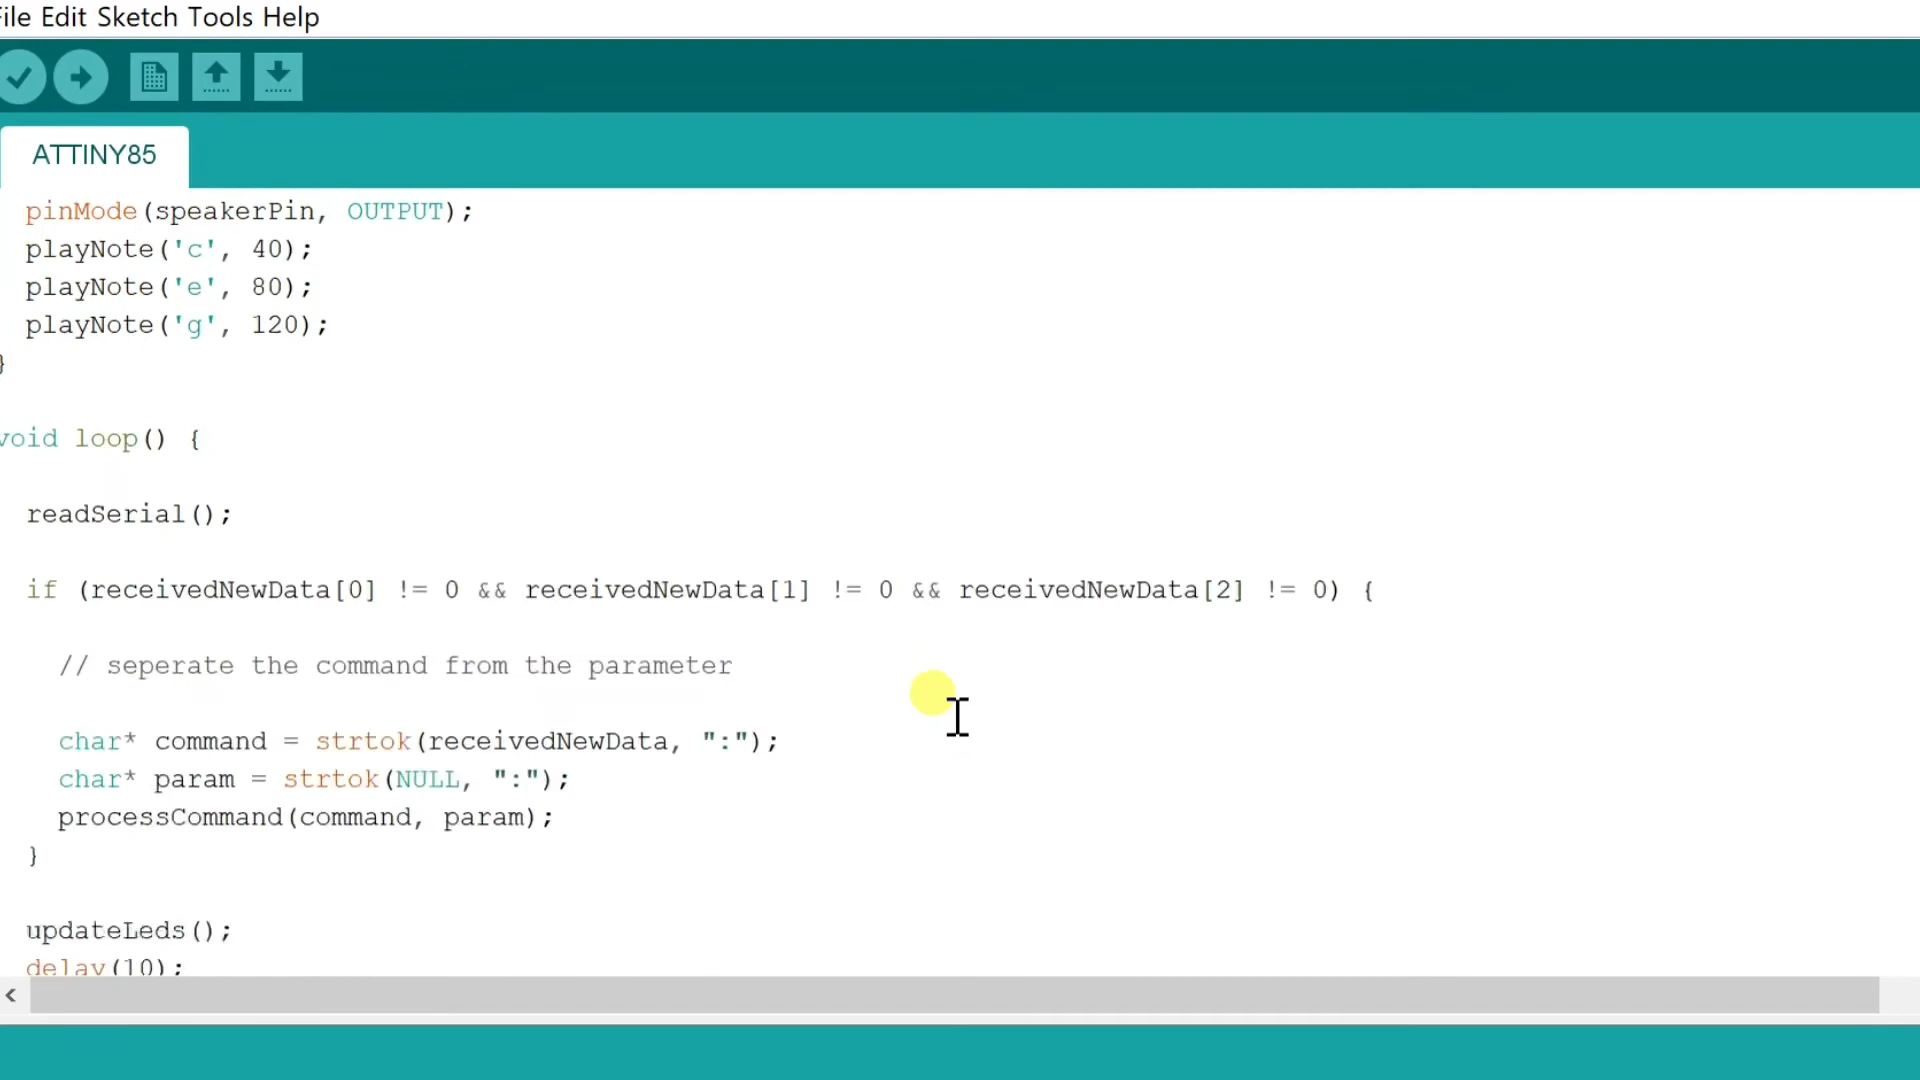 File Edit Sketch Tools Help
ATTINY85
pinMode(speakerPin, OUTPUT);
playNote('c', 40);
playNote('e', 80);
playNote('g', 120);
}
void loop() {
readSerial();
if (receivedNewData[0] != 0 && receivedNewData[1] != 0 && receivedNewData[2] != 0) {
// seperate the command from the parameter
char* command = strtok(receivedNewData, ":");
char* param = strtok(NULL, ":");
processCommand(command, param);
}
updateLeds();
delay(10);